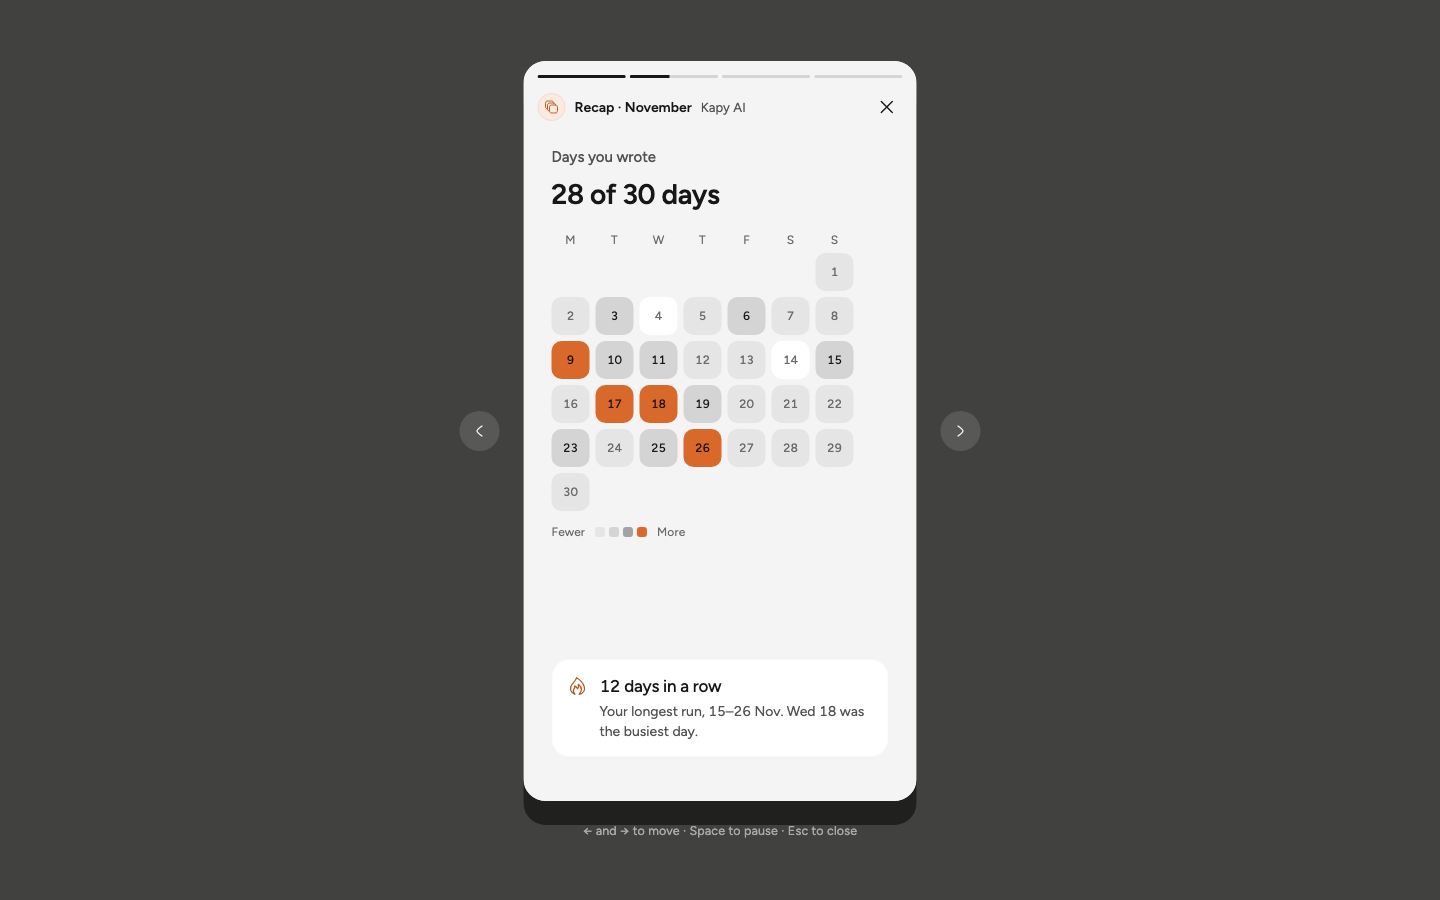 Recap · November Kapy AI
Days you wrote
28 of 30 days
M T W T F S S
1
2 3 4 5 6 7 8
9 10 11 12 13 14 15
16 17 18 19 20 21 22
23 24 25 26 27 28 29
30
Fewer More
12 days in a row
Your longest run, 15–26 Nov. Wed 18 was
the busiest day.
← and → to move · Space to pause · Esc to close